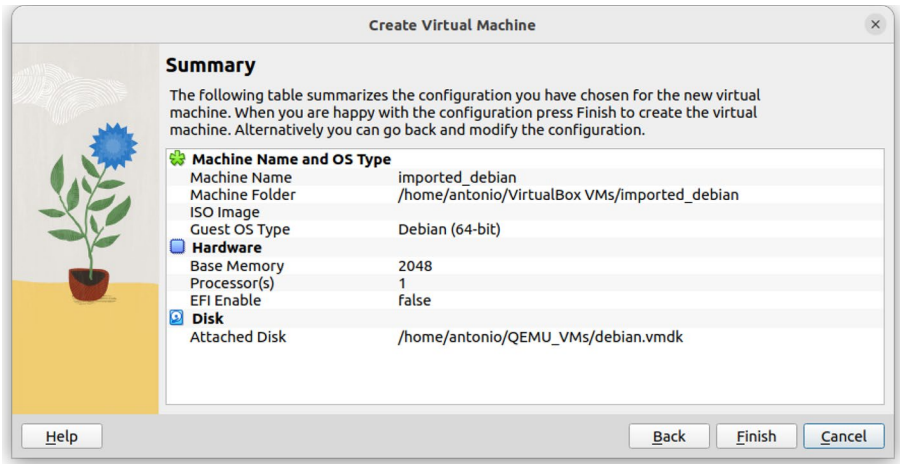 Create Virtual Machine
Summary
The following table summarizes the configuration you have chosen for the new virtual
machine. When you are happy with the configuration press Finish to create the virtual
machine. Alternatively you can go back and modify the configuration.
Machine Name and OS Type
Machine Name imported_debian
Machine Folder /home/antonio/VirtualBox VMs/imported_debian
ISO Image
Guest OS Type Debian (64-bit)
Hardware
Base Memory 2048
Processor(s) 1
EFI Enable false
Disk
Attached Disk /home/antonio/QEMU_VMs/debian.vmdk
Help Back Finish Cancel